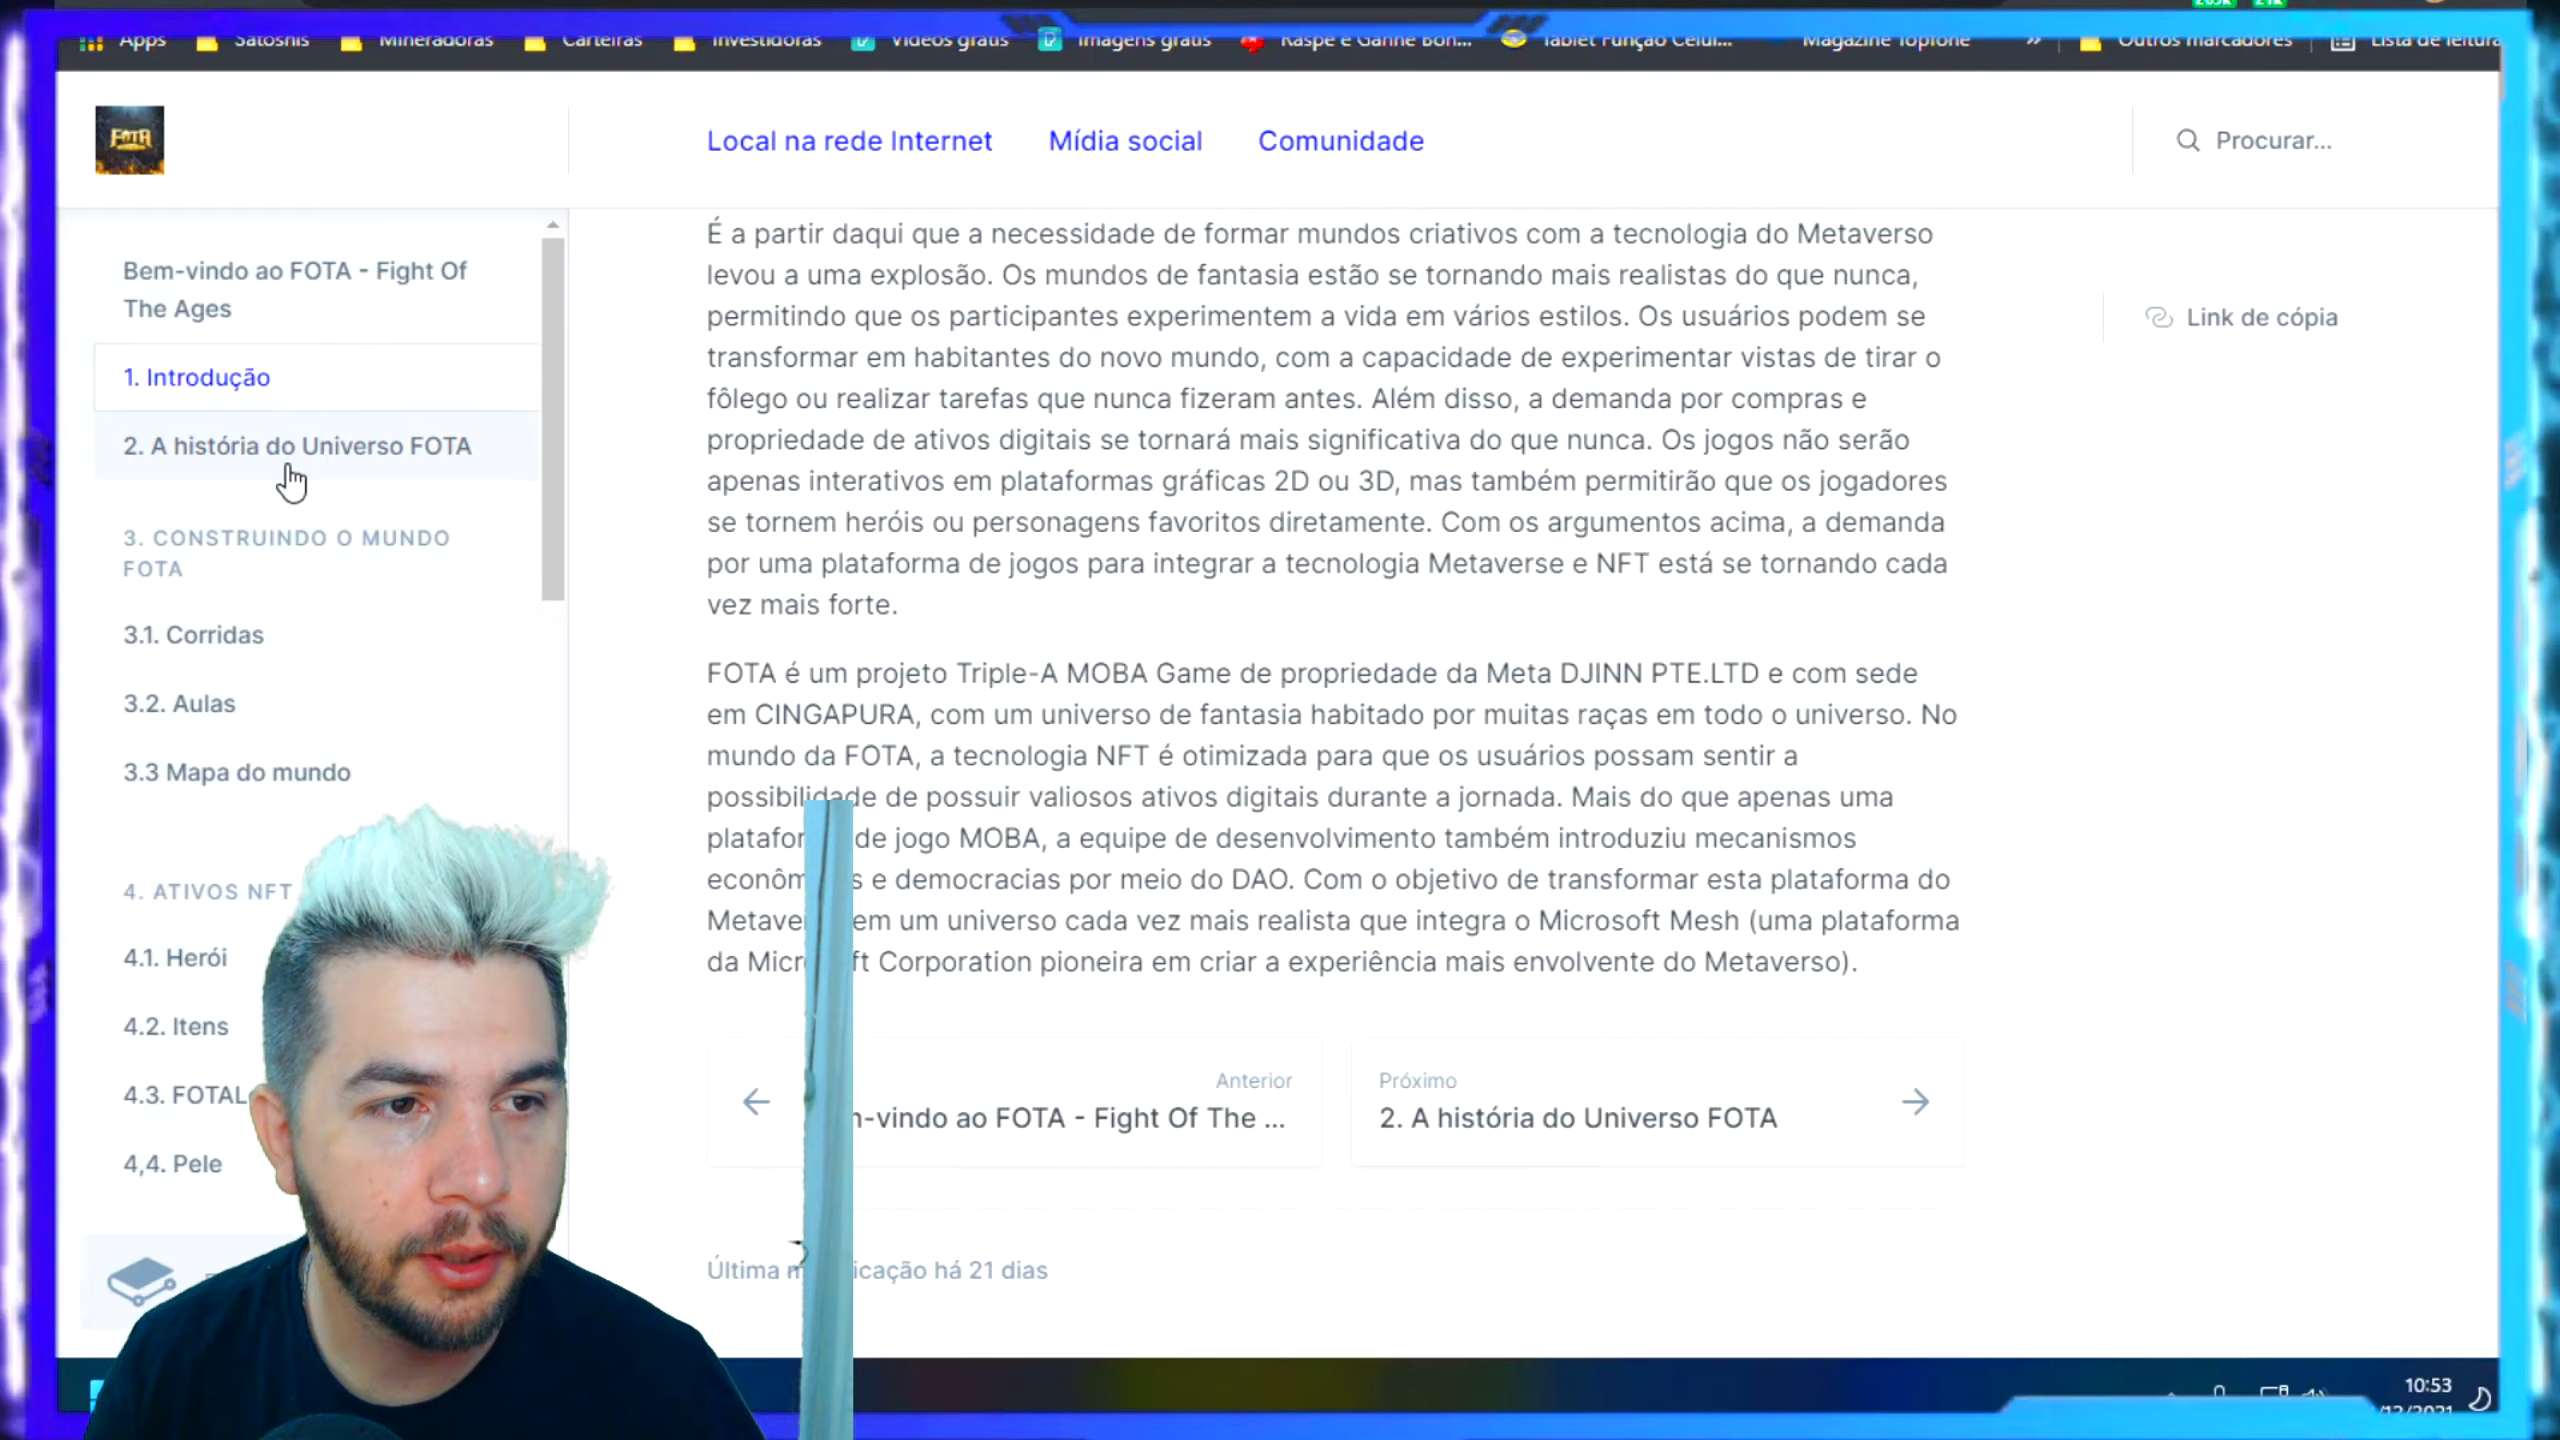 Apps Satoshis Mineradoras Carteiras Investidoras Vídeos grátis Imagens grátis Raspe e Ganhe Bôn... Tablet Função Celul... Magazine Topfone » Outros marcadores Lista de leitura
FOTA
Local na rede Internet Mídia social Comunidade
Procurar...
Bem-vindo ao FOTA - Fight Of
The Ages
1. Introdução
2. A história do Universo FOTA
3. CONSTRUINDO O MUNDO
FOTA
3.1. Corridas
3.2. Aulas
3.3 Mapa do mundo
4. ATIVOS NFT
4.1. Herói
4.2. Itens
4.3. FOTAL
4,4. Pele
É a partir daqui que a necessidade de formar mundos criativos com a tecnologia do Metaverso
levou a uma explosão. Os mundos de fantasia estão se tornando mais realistas do que nunca,
permitindo que os participantes experimentem a vida em vários estilos. Os usuários podem se
transformar em habitantes do novo mundo, com a capacidade de experimentar vistas de tirar o
fôlego ou realizar tarefas que nunca fizeram antes. Além disso, a demanda por compras e
propriedade de ativos digitais se tornará mais significativa do que nunca. Os jogos não serão
apenas interativos em plataformas gráficas 2D ou 3D, mas também permitirão que os jogadores
se tornem heróis ou personagens favoritos diretamente. Com os argumentos acima, a demanda
por uma plataforma de jogos para integrar a tecnologia Metaverse e NFT está se tornando cada
vez mais forte.
FOTA é um projeto Triple-A MOBA Game de propriedade da Meta DJINN PTE.LTD e com sede
em CINGAPURA, com um universo de fantasia habitado por muitas raças em todo o universo. No
mundo da FOTA, a tecnologia NFT é otimizada para que os usuários possam sentir a
possibilidade de possuir valiosos ativos digitais durante a jornada. Mais do que apenas uma
platafor de jogo MOBA, a equipe de desenvolvimento também introduziu mecanismos
econôm s e democracias por meio do DAO. Com o objetivo de transformar esta plataforma do
Metaver em um universo cada vez mais realista que integra o Microsoft Mesh (uma plataforma
da Micr ft Corporation pioneira em criar a experiência mais envolvente do Metaverso).
Link de cópia
Anterior
-vindo ao FOTA - Fight Of The ...
Próximo
2. A história do Universo FOTA
Última m icação há 21 dias
10:53
/12/2021